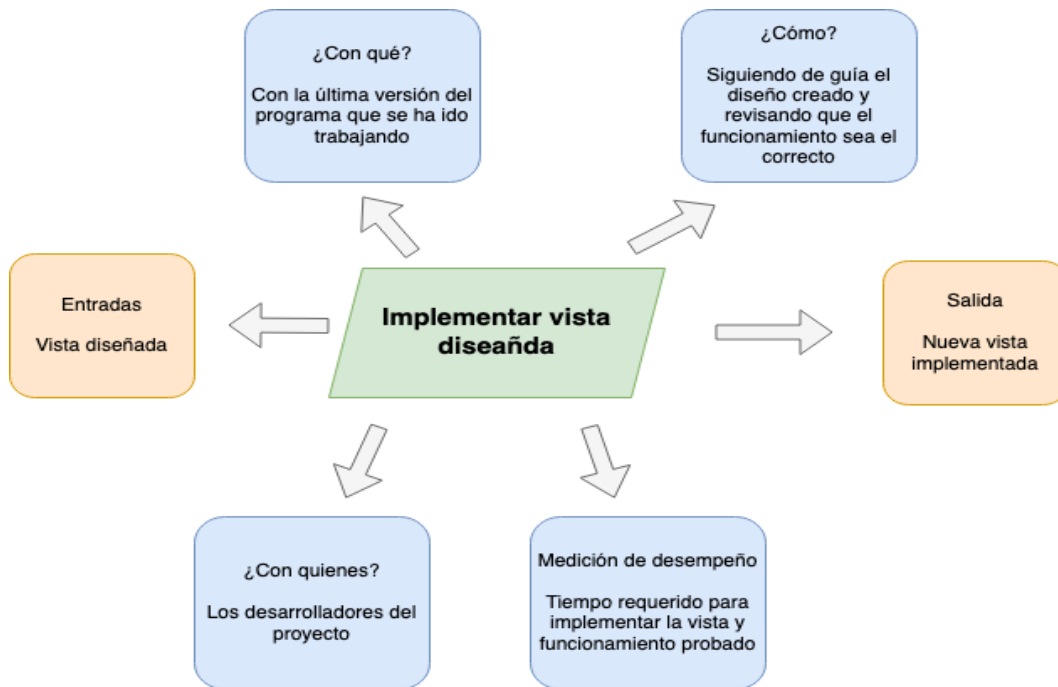 ¿Con qué?
Con la última versión del
programa que se ha ido
trabajando
¿Cómo?
Siguiendo de guía el
diseño creado y
revisando que el
funcionamiento sea el
correcto
Entradas
Vista diseñada
Implementar vista
diseañda
Salida
Nueva vista
implementada
¿Con quienes?
Los desarrolladores del
proyecto
Medición de desempeño
Tiempo requerido para
implementar la vista y
funcionamiento probado